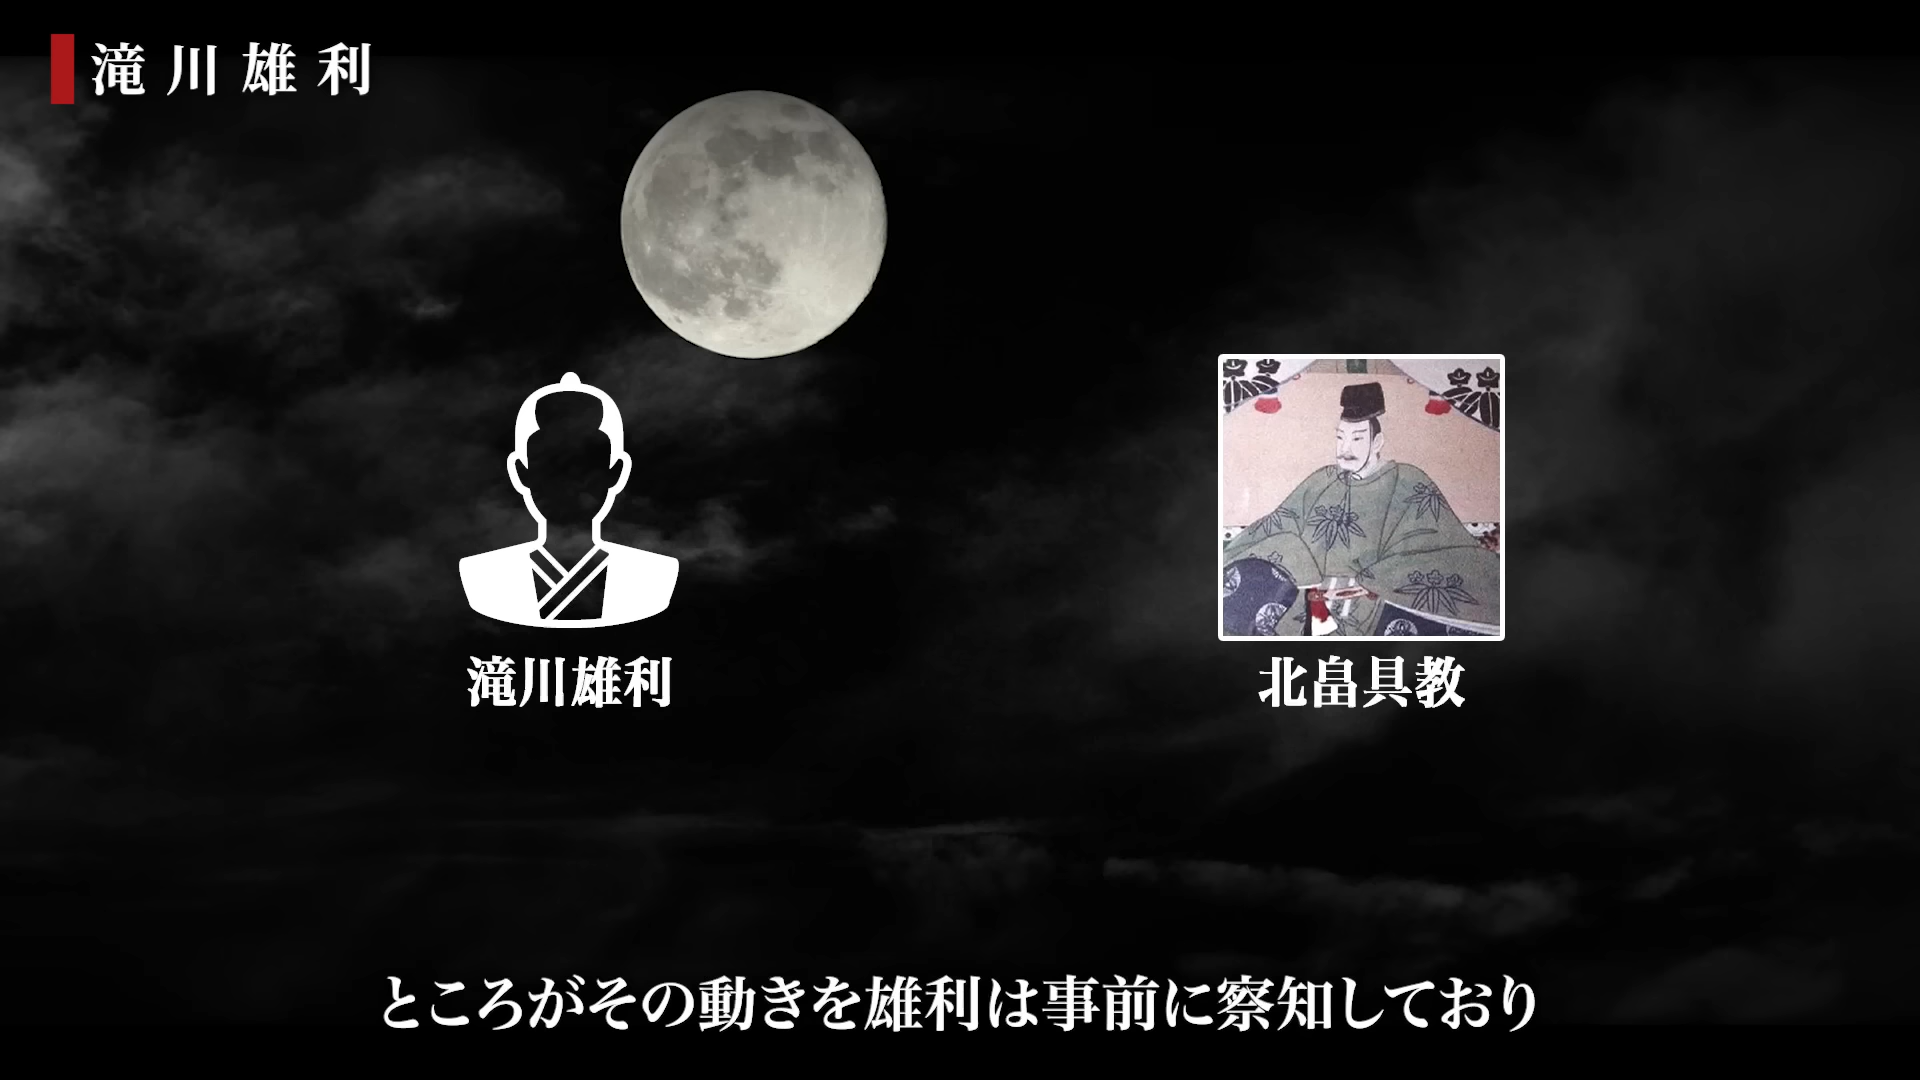 滝川雄利
滝川雄利
北畠具教
ところがその動きを雄利は事前に察知しており